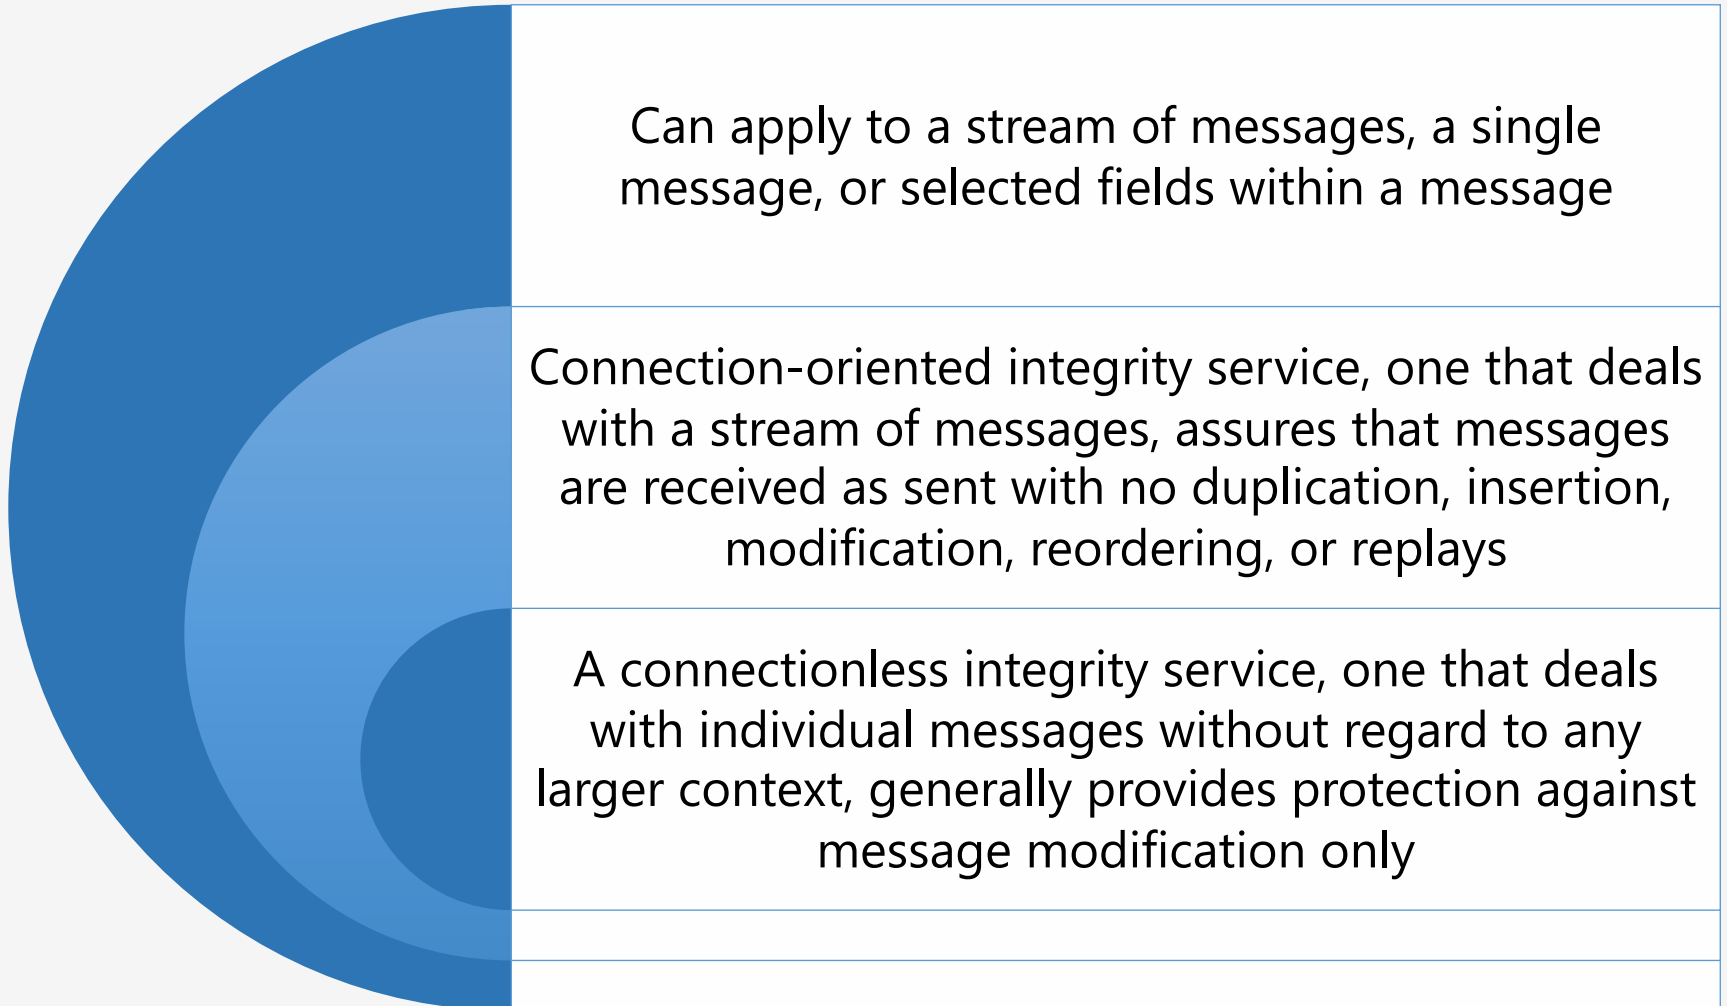 Can apply to a stream of messages, a single
message, or selected fields within a message
Connection-oriented integrity service, one that deals
with a stream of messages, assures that messages
are received as sent with no duplication, insertion,
modification, reordering, or replays
A connectionless integrity service, one that deals
with individual messages without regard to any
larger context, generally provides protection against
message modification only